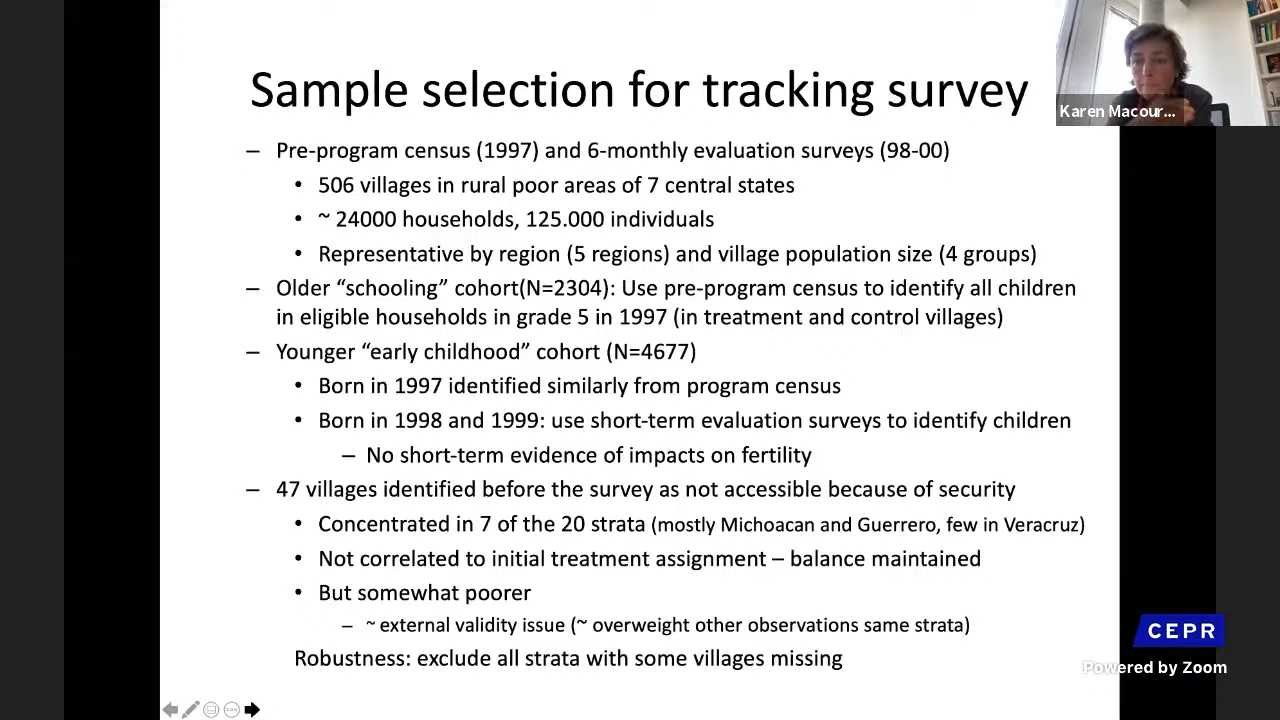 Sample selection for tracking survey
Karen Macour...
– Pre-program census (1997) and 6-monthly evaluation surveys (98-00)
• 506 villages in rural poor areas of 7 central states
• ~ 24000 households, 125.000 individuals
• Representative by region (5 regions) and village population size (4 groups)
– Older “schooling” cohort(N=2304): Use pre-program census to identify all children
in eligible households in grade 5 in 1997 (in treatment and control villages)
– Younger “early childhood” cohort (N=4677)
• Born in 1997 identified similarly from program census
• Born in 1998 and 1999: use short-term evaluation surveys to identify children
– No short-term evidence of impacts on fertility
– 47 villages identified before the survey as not accessible because of security
• Concentrated in 7 of the 20 strata (mostly Michoacan and Guerrero, few in Veracruz)
• Not correlated to initial treatment assignment – balance maintained
• But somewhat poorer
– ~ external validity issue (~ overweight other observations same strata)
Robustness: exclude all strata with some villages missing
CEPR
Powered by Zoom